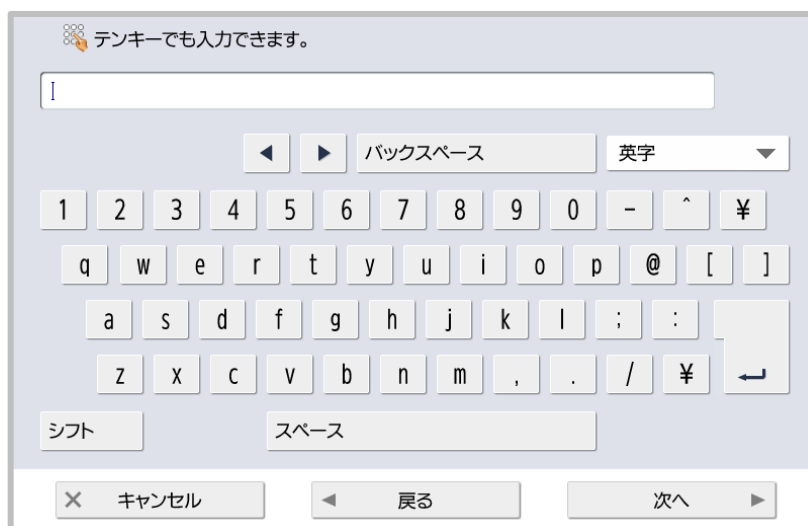 テンキーでも入力できます。
◀ ▶ バックスペース 英字 ▼
1 2 3 4 5 6 7 8 9 0 - ^ ¥
q w e r t y u i o p @ [ ]
a s d f g h j k l ; :
z x c v b n m , . / ¥ ↵
シフト スペース
× キャンセル ◀ 戻る 次へ ▶